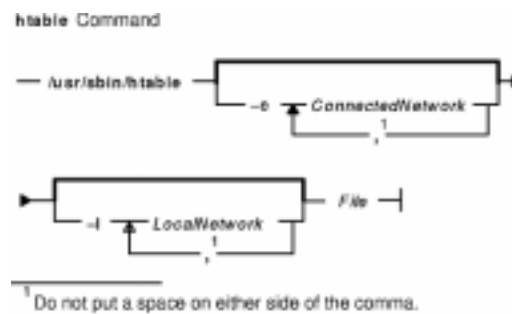 htable Command
/usr/sbin/htable -c ConnectedNetwork
, 1
-l LocalNetwork File
, 1
1 Do not put a space on either side of the comma.